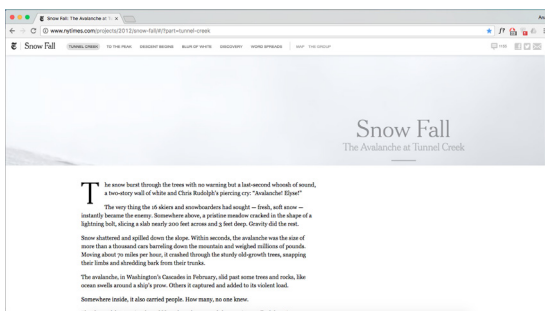 Snow Fall: The Avalanche at T
www.nytimes.com/projects/2012/snow-fall/#/?part=tunnel-creek
Snow Fall TUNNEL CREEK TO THE PEAK DESCENT BEGINS BLUR OF WHITE DISCOVERY WORD SPREADS MAP THE GROUP
Snow Fall
The Avalanche at Tunnel Creek
The snow burst through the trees with no warning but a last-second whoosh of sound,
a two-story wall of white and Chris Rudolph’s piercing cry: “Avalanche! Elyse!”
The very thing the 16 skiers and snowboarders had sought — fresh, soft snow —
instantly became the enemy. Somewhere above, a pristine meadow cracked in the shape of a
lightning bolt, slicing a slab nearly 200 feet across and 3 feet deep. Gravity did the rest.
Snow shattered and spilled down the slope. Within seconds, the avalanche was the size of
more than a thousand cars barreling down the mountain and weighed millions of pounds.
Moving about 70 miles per hour, it crashed through the sturdy old-growth trees, snapping
their limbs and shredding bark from their trunks.
The avalanche, in Washington’s Cascades in February, slid past some trees and rocks, like
ocean swells around a ship’s prow. Others it captured and added to its violent load.
Somewhere inside, it also carried people. How many, no one knew.